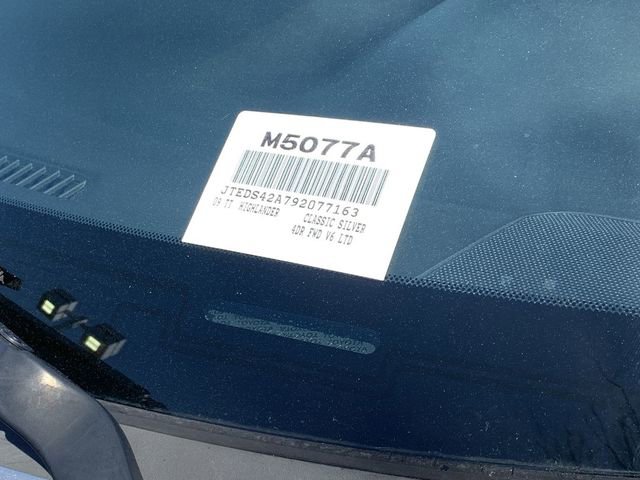 M5077A
JTEDS42A792077163
09 TT HIGHLANDER CLASSIC SILVER
4DR FWD V6 LTD